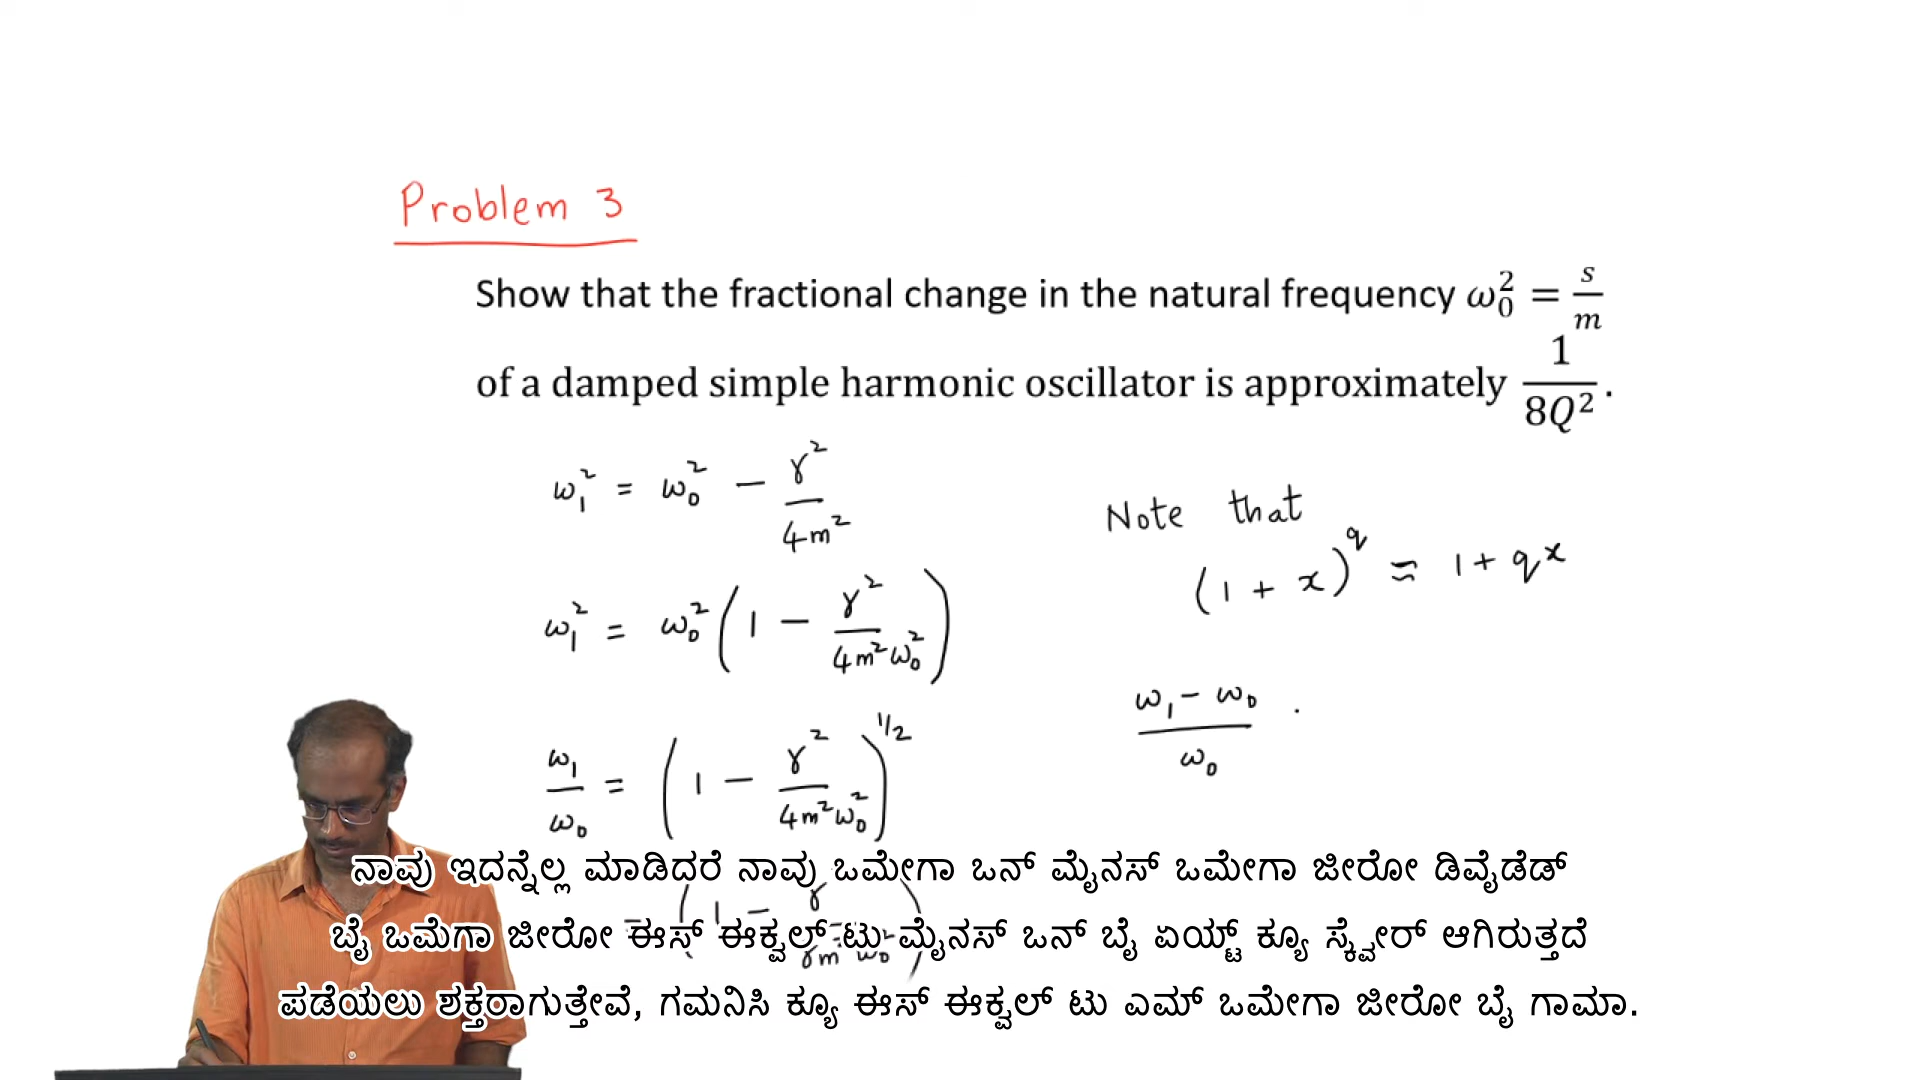 Problem 3
Show that the fractional change in the natural frequency ω₀² = s/m
of a damped simple harmonic oscillator is approximately 1/8Q².
ω₁² = ω₀² − γ²/4m²
ω₁² = ω₀² (1 − γ²/4m²ω₀²)
ω₁/ω₀ = (1 − γ²/4m²ω₀²)^1/2
Note that
(1 + x)^q ≈ 1 + qx
ω₁ − ω₀/ω₀
ನಾವು ಇದನ್ನೆಲ್ಲ ಮಾಡಿದರೆ ನಾವು ಒಮೇಗಾ ಒನ್ ಮೈನಸ್ ಒಮೇಗಾ ಜೀರೋ ಡಿವೈಡೆಡ್
ಬೈ ಒಮೆಗಾ ಜೀರೋ ಈಸ್ ಈಕ್ವಲ್ ಟು ಮೈನಸ್ ಒನ್ ಬೈ ಏಯ್ಟ್ ಕ್ಯೂ ಸ್ಕ್ವೇರ್ ಆಗಿರುತ್ತದೆ
ಪಡೆಯಲು ಶಕ್ತರಾಗುತ್ತೇವೆ, ಗಮನಿಸಿ ಕ್ಯೂ ಈಸ್ ಈಕ್ವಲ್ ಟು ಎಮ್ ಒಮೇಗಾ ಜೀರೋ ಬೈ ಗಾಮಾ.